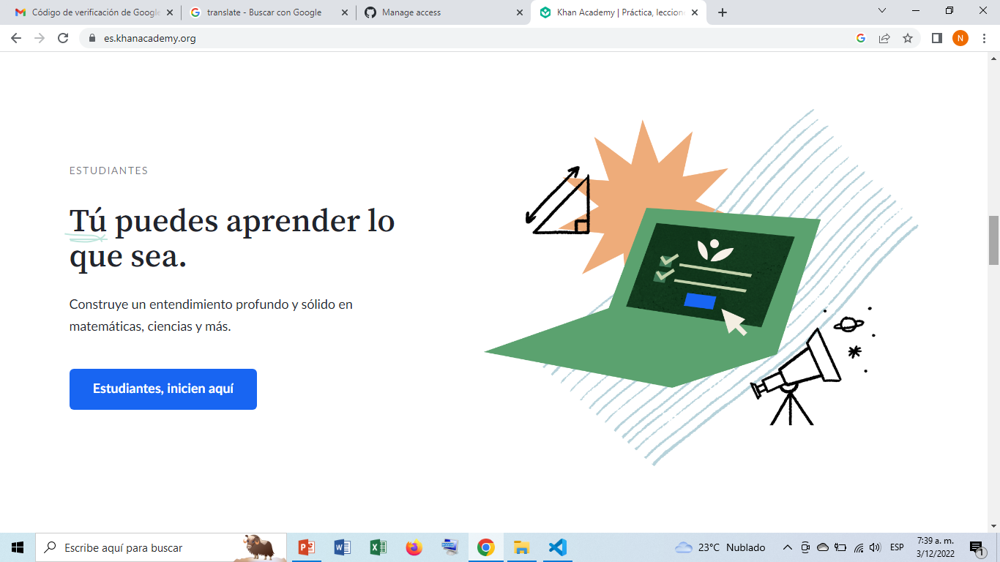 Código de verificación de Google
translate - Buscar con Google
Manage access
Khan Academy | Práctica, leccione
es.khanacademy.org
N
ESTUDIANTES
Tú puedes aprender lo
que sea.
Construye un entendimiento profundo y sólido en
matemáticas, ciencias y más.
Estudiantes, inicien aquí
Escribe aquí para buscar
23°C Nublado
ESP
7:39 a. m.
3/12/2022
1